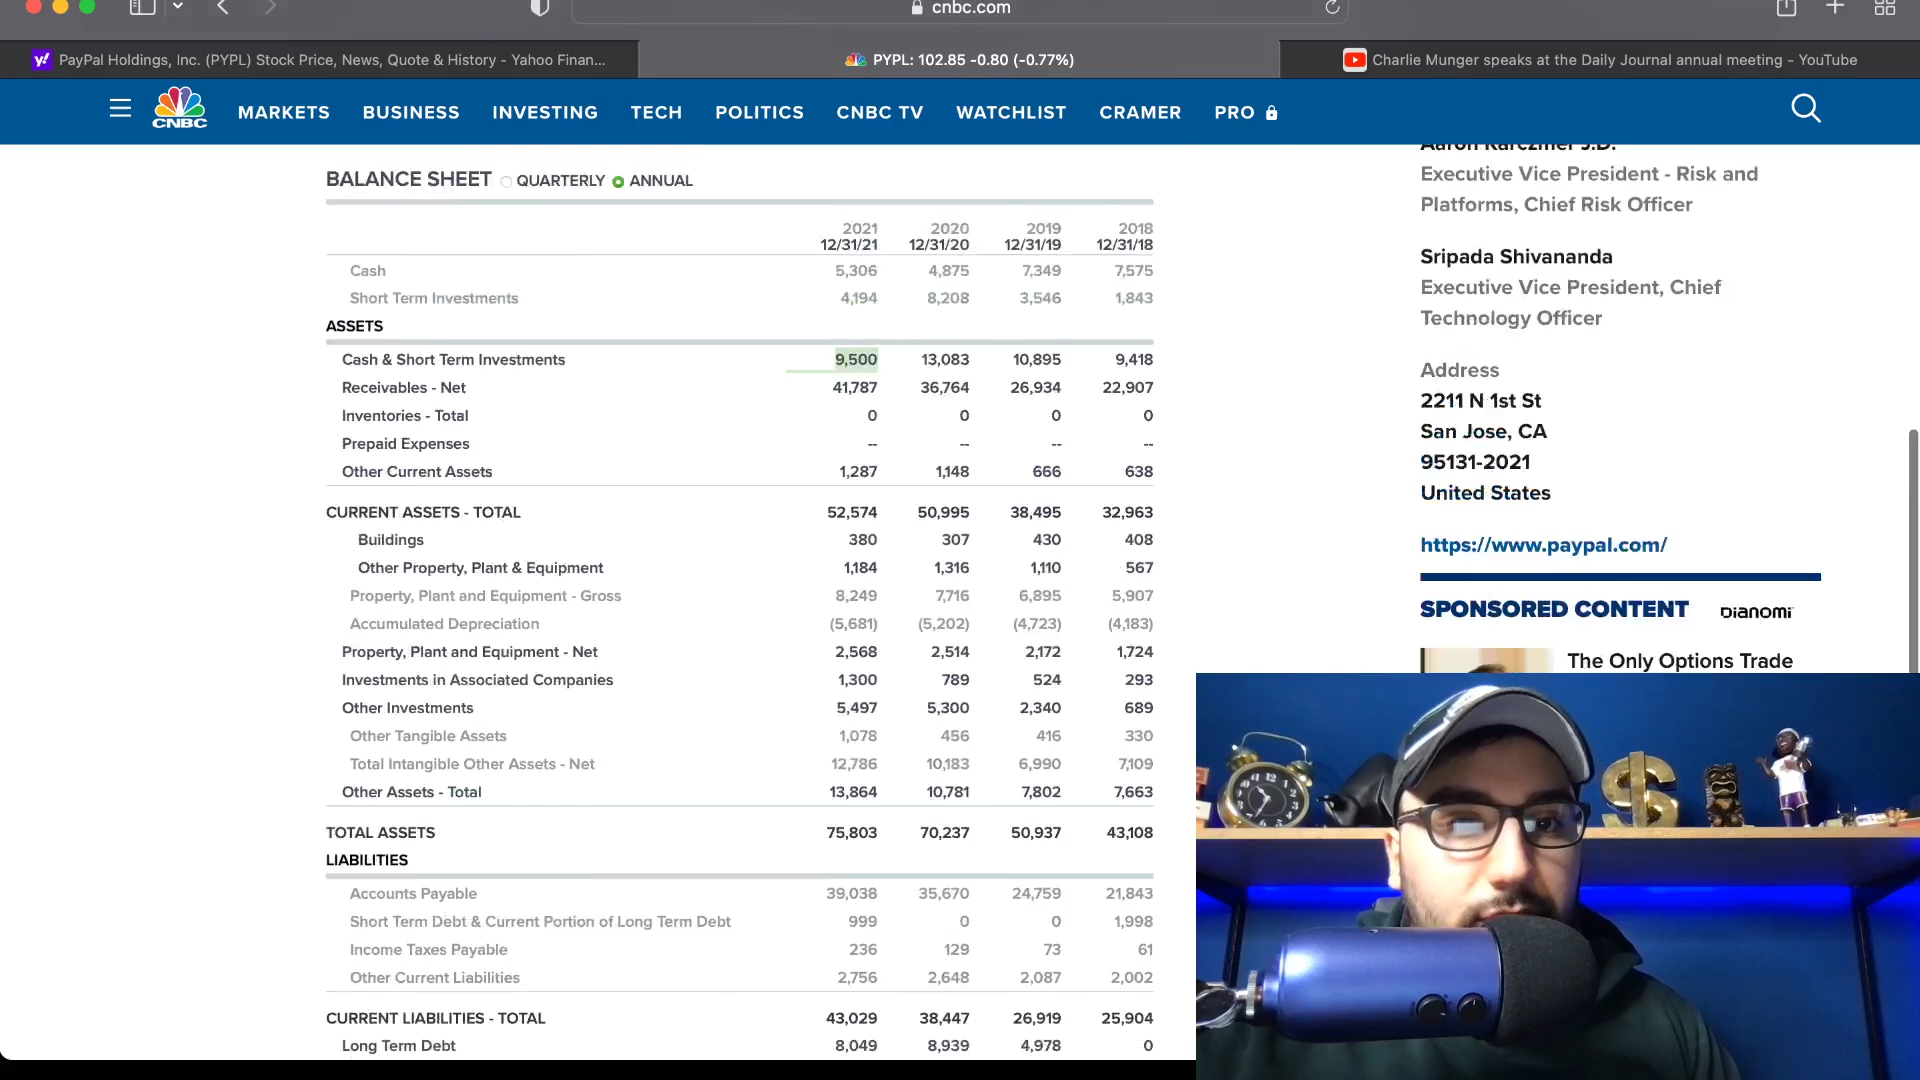 cnbc.com
PayPal Holdings, Inc. (PYPL) Stock Price, News, Quote & History - Yahoo Finan...
PYPL: 102.85 -0.80 (-0.77%)
Charlie Munger speaks at the Daily Journal annual meeting - YouTube
CNBC
MARKETS BUSINESS INVESTING TECH POLITICS CNBC TV WATCHLIST CRAMER PRO
BALANCE SHEET QUARTERLY ANNUAL
2021 2020 2019 2018
12/31/21 12/31/20 12/31/19 12/31/18
Cash 5,306 4,875 7,349 7,575
Short Term Investments 4,194 8,208 3,546 1,843
ASSETS
Cash & Short Term Investments 9,500 13,083 10,895 9,418
Receivables - Net 41,787 36,764 26,934 22,907
Inventories - Total 0 0 0 0
Prepaid Expenses -- -- -- --
Other Current Assets 1,287 1,148 666 638
CURRENT ASSETS - TOTAL 52,574 50,995 38,495 32,963
Buildings 380 307 430 408
Other Property, Plant & Equipment 1,184 1,316 1,110 567
Property, Plant and Equipment - Gross 8,249 7,716 6,895 5,907
Accumulated Depreciation (5,681) (5,202) (4,723) (4,183)
Property, Plant and Equipment - Net 2,568 2,514 2,172 1,724
Investments in Associated Companies 1,300 789 524 293
Other Investments 5,497 5,300 2,340 689
Other Tangible Assets 1,078 456 416 330
Total Intangible Other Assets - Net 12,786 10,183 6,990 7,109
Other Assets - Total 13,864 10,781 7,802 7,663
TOTAL ASSETS 75,803 70,237 50,937 43,108
LIABILITIES
Accounts Payable 39,038 35,670 24,759 21,843
Short Term Debt & Current Portion of Long Term Debt 999 0 0 1,998
Income Taxes Payable 236 129 73 61
Other Current Liabilities 2,756 2,648 2,087 2,002
CURRENT LIABILITIES - TOTAL 43,029 38,447 26,919 25,904
Long Term Debt 8,049 8,939 4,978 0
Aaron Karczmer J.D.
Executive Vice President - Risk and
Platforms, Chief Risk Officer
Sripada Shivananda
Executive Vice President, Chief
Technology Officer
Address
2211 N 1st St
San Jose, CA
95131-2021
United States
https://www.paypal.com/
SPONSORED CONTENT DIANOMI
The Only Options Trade